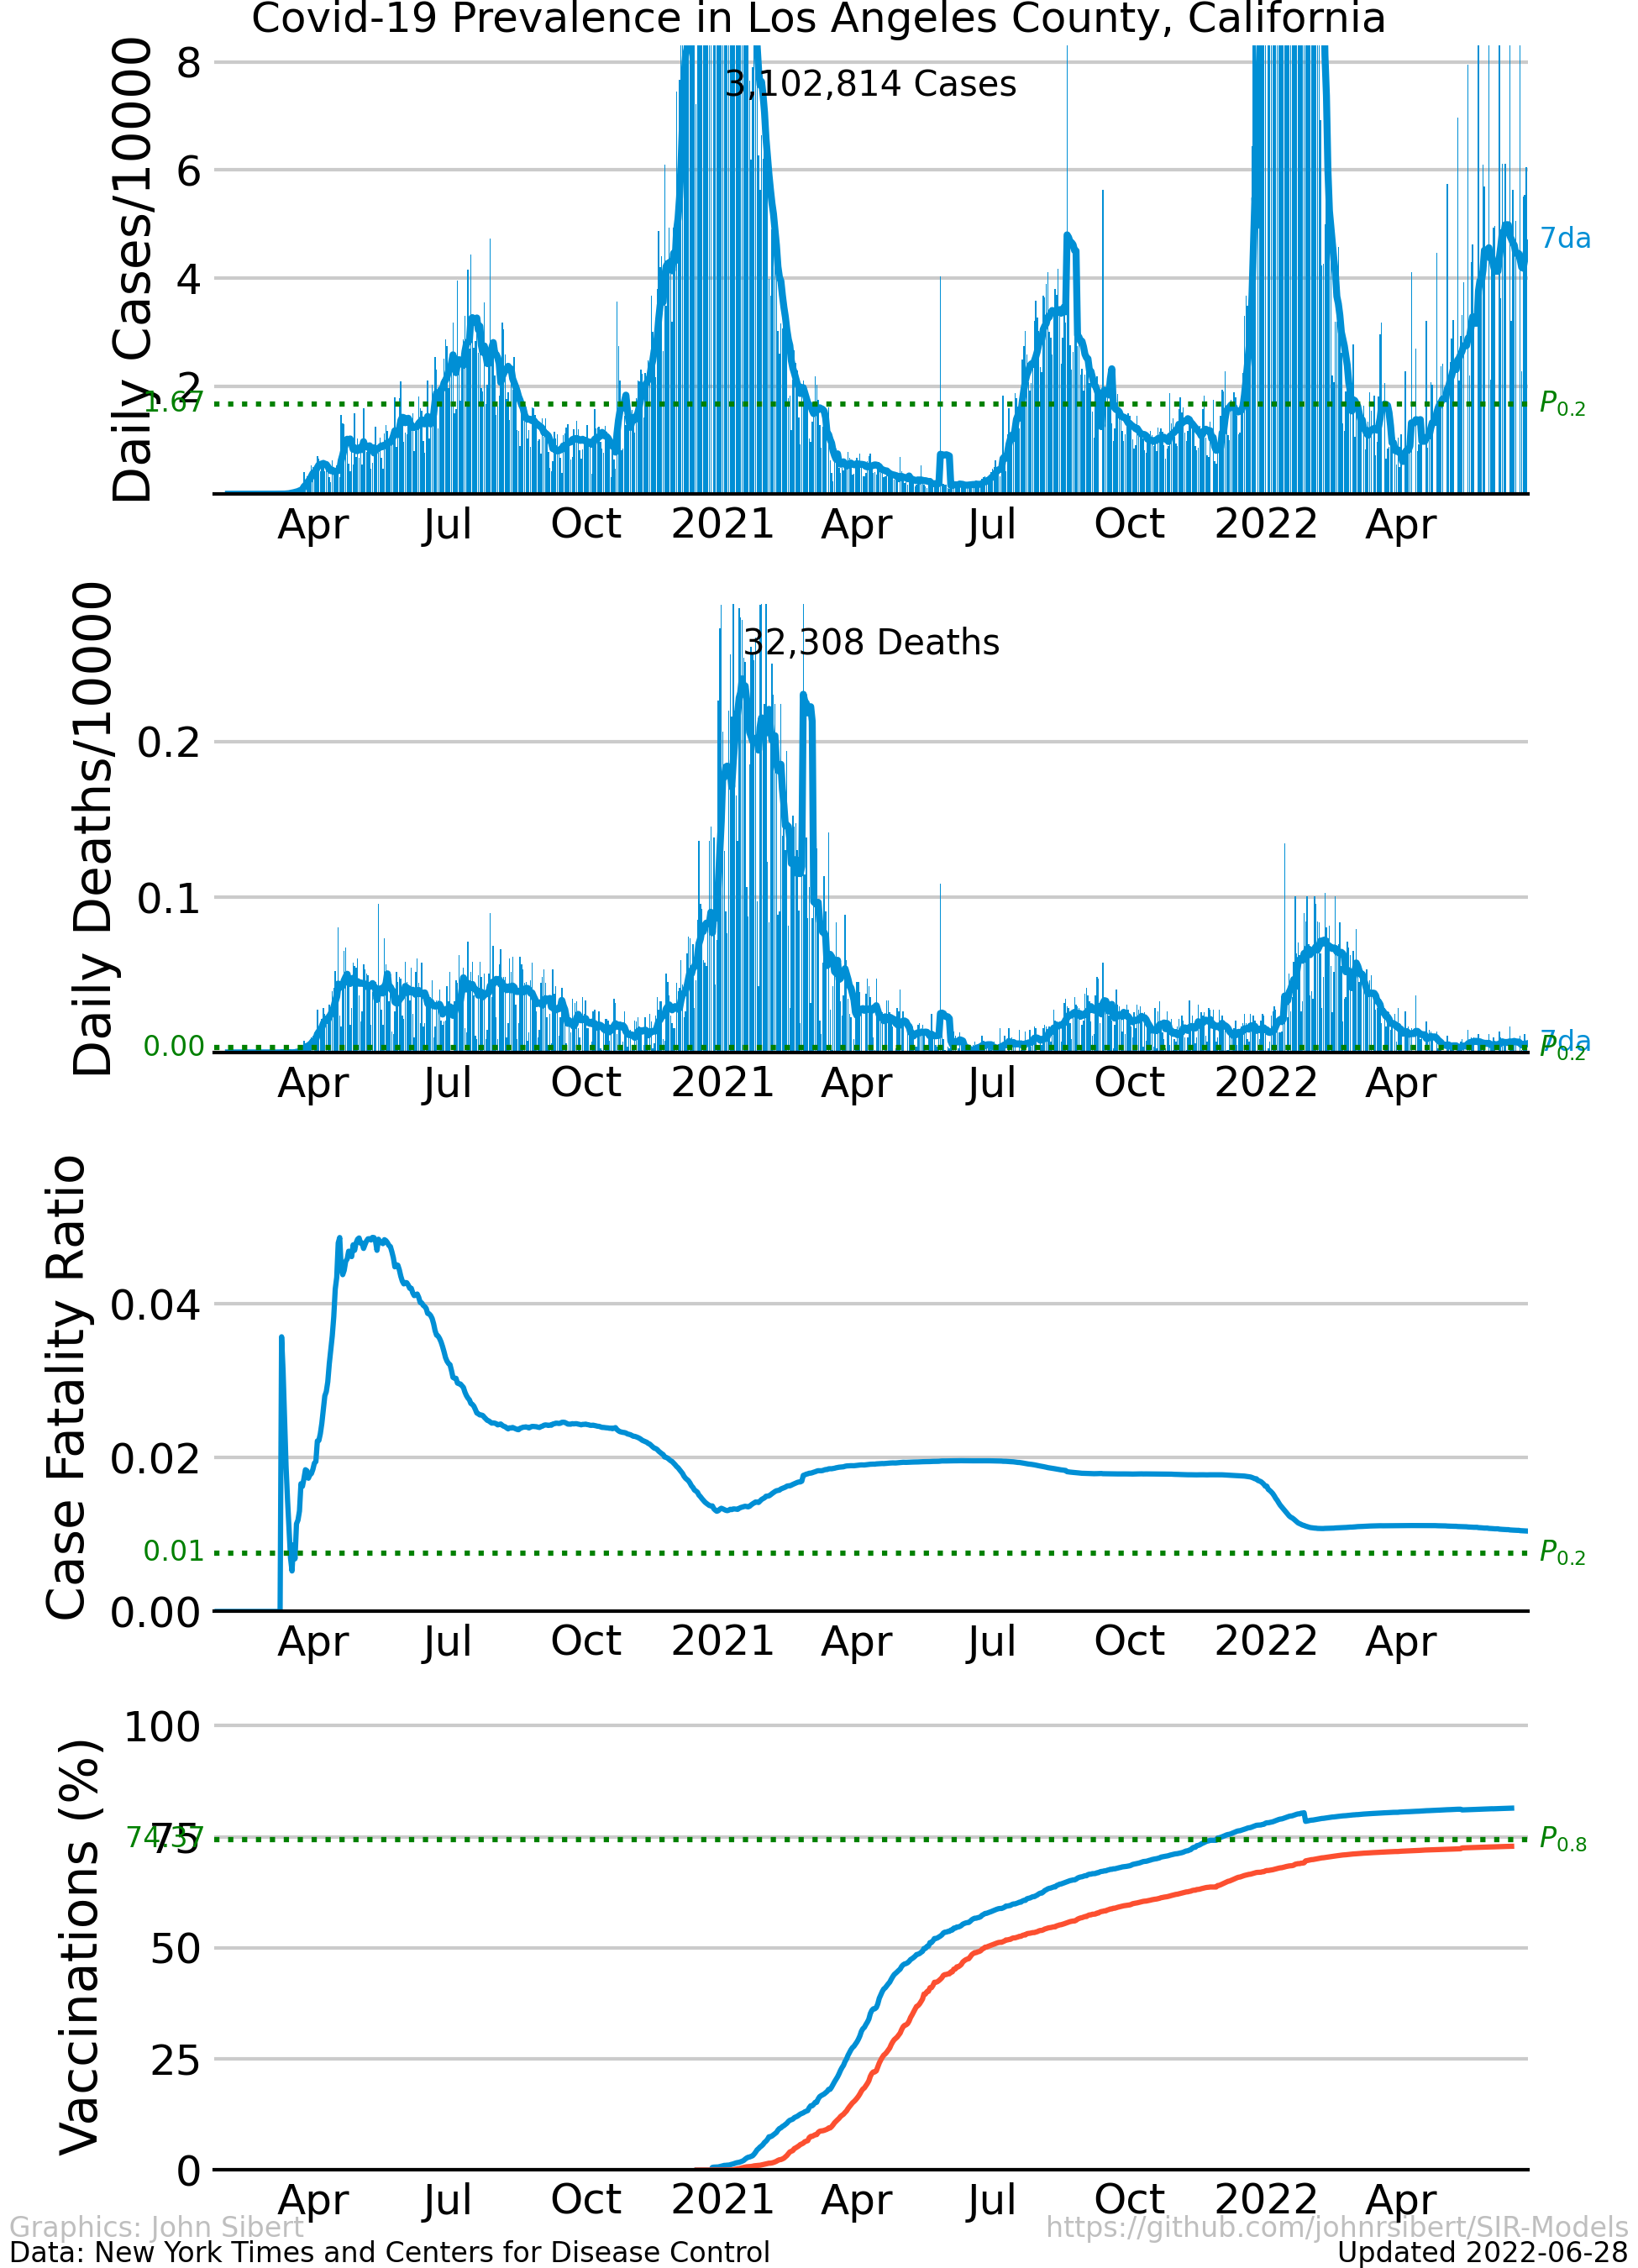 Covid-19 Prevalence in Los Angeles County, California
Daily Cases/10000
8
6
4
2
1.67
3,102,814 Cases
7da
P0.2
Apr Jul Oct 2021 Apr Jul Oct 2022 Apr
Daily Deaths/10000
0.2
0.1
0.00
32,308 Deaths
7da
P0.2
Apr Jul Oct 2021 Apr Jul Oct 2022 Apr
Case Fatality Ratio
0.04
0.02
0.01
0.00
P0.2
Apr Jul Oct 2021 Apr Jul Oct 2022 Apr
Vaccinations (%)
100
75
74.37
50
25
0
P0.8
Apr Jul Oct 2021 Apr Jul Oct 2022 Apr
Graphics: John Sibert https://github.com/johnrsibert/SIR-Models
Data: New York Times and Centers for Disease Control Updated 2022-06-28